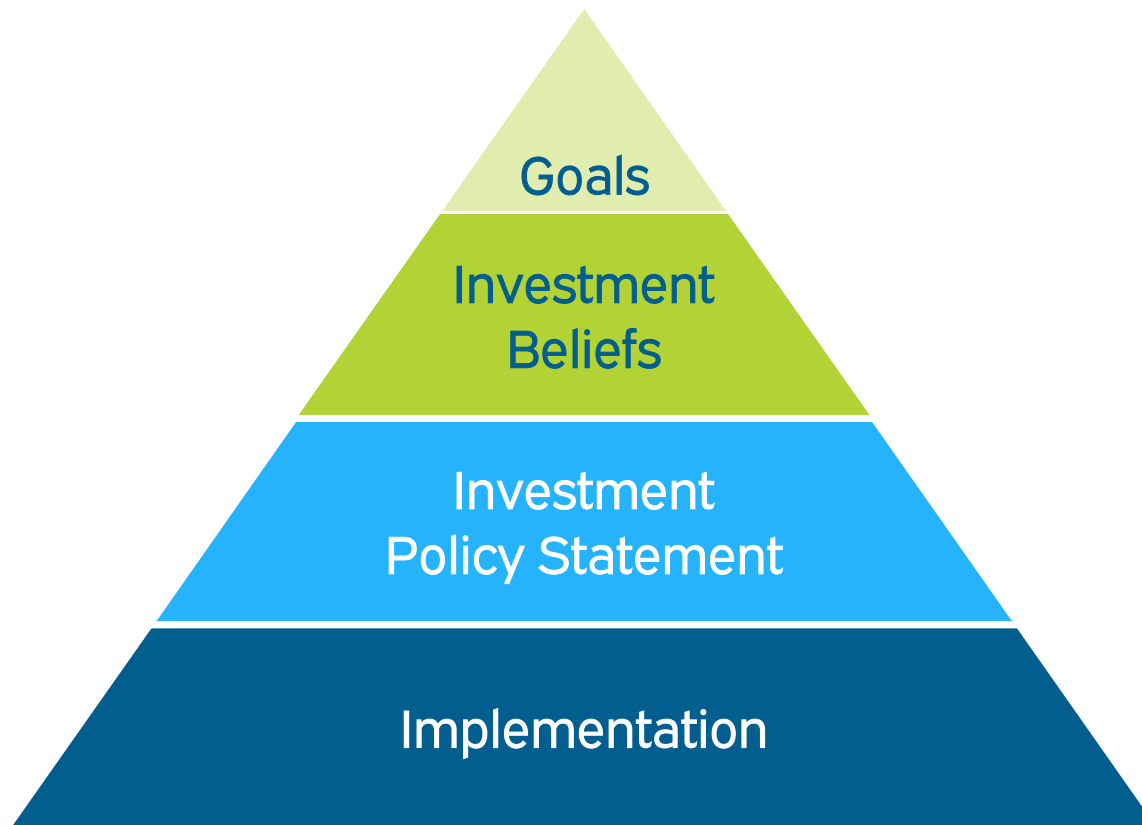 Goals
Investment
Beliefs
Investment
Policy Statement
Implementation